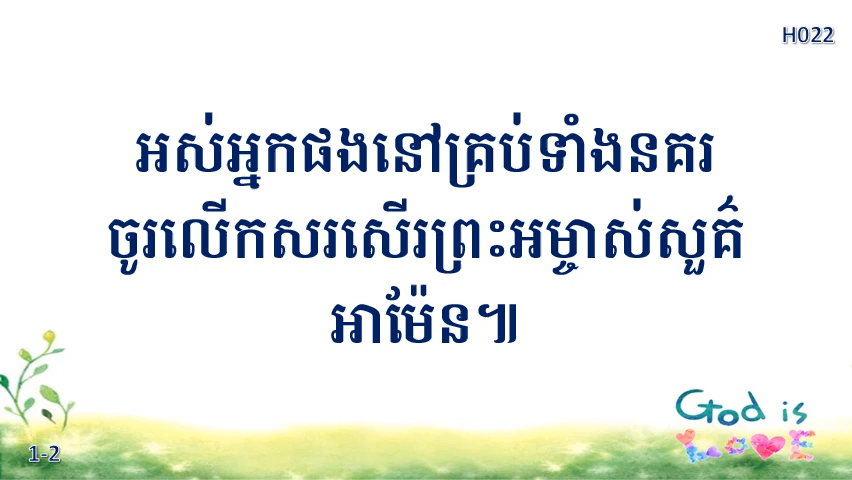 H022
អស់អ្នកផងនៅគ្រប់ទាំងនគរ
ចូរលើកសរសើរព្រះអម្ចាស់សួគ៌
អាម៉ែន៕
God is
LOVE
1-2